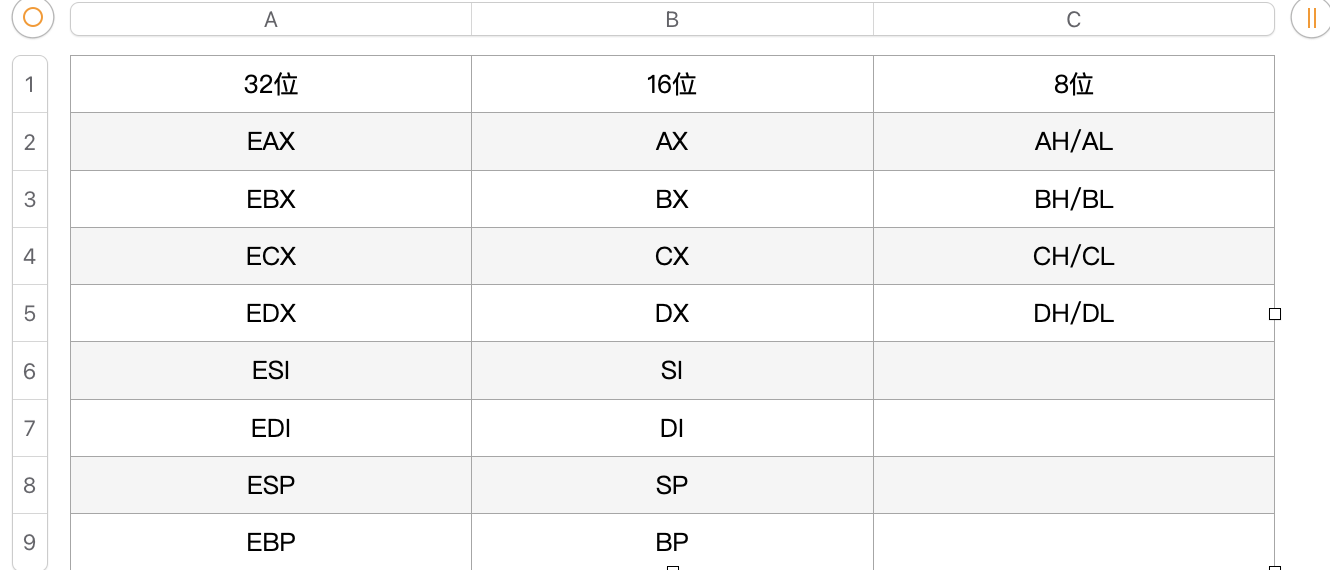 A B C
1 32位 16位 8位
2 EAX AX AH/AL
3 EBX BX BH/BL
4 ECX CX CH/CL
5 EDX DX DH/DL
6 ESI SI
7 EDI DI
8 ESP SP
9 EBP BP